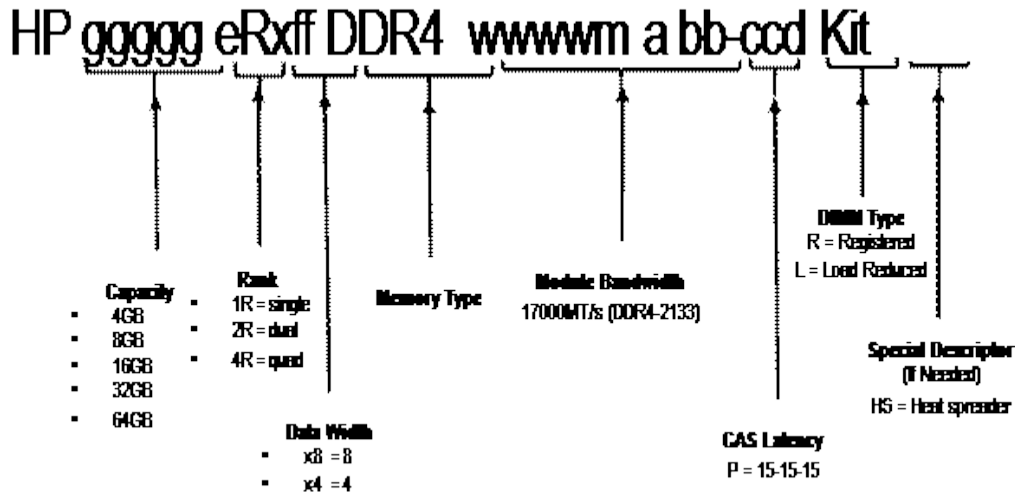 HP ggggg eRxff DDR4 wwwwm a bb-ccd Kit
Capacity
4GB
8GB
16GB
32GB
64GB
Rank
1R = single
2R = dual
4R = quad
Data Width
x8 = 8
x4 = 4
Memory Type
Module Bandwidth
17000MT/s (DDR4-2133)
CAS Latency
P = 15-15-15
DIMM Type
R = Registered
L = Load Reduced
Special Descriptor
(If Needed)
HS = Heat spreader